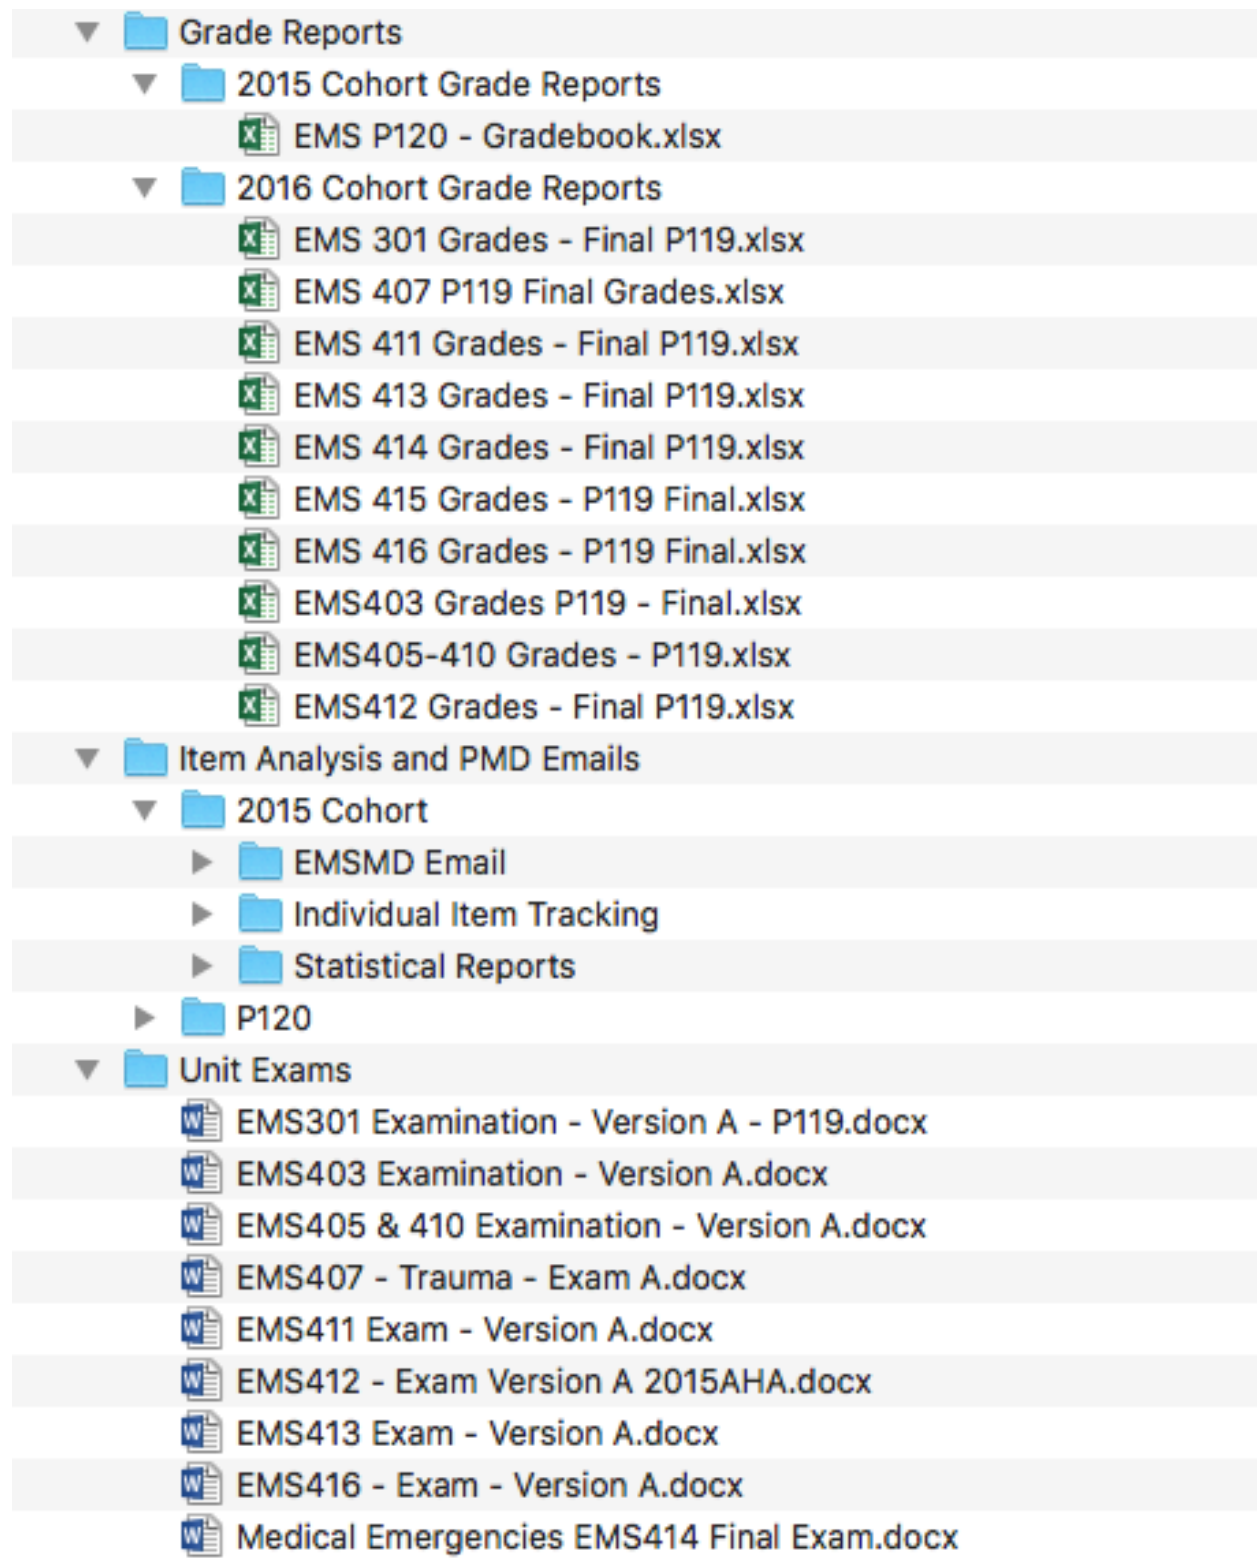 Grade Reports
2015 Cohort Grade Reports
EMS P120 - Gradebook.xlsx
2016 Cohort Grade Reports
EMS 301 Grades - Final P119.xlsx
EMS 407 P119 Final Grades.xlsx
EMS 411 Grades - Final P119.xlsx
EMS 413 Grades - Final P119.xlsx
EMS 414 Grades - Final P119.xlsx
EMS 415 Grades - P119 Final.xlsx
EMS 416 Grades - P119 Final.xlsx
EMS403 Grades P119 - Final.xlsx
EMS405-410 Grades - P119.xlsx
EMS412 Grades - Final P119.xlsx
Item Analysis and PMD Emails
2015 Cohort
EMSMD Email
Individual Item Tracking
Statistical Reports
P120
Unit Exams
EMS301 Examination - Version A - P119.docx
EMS403 Examination - Version A.docx
EMS405 & 410 Examination - Version A.docx
EMS407 - Trauma - Exam A.docx
EMS411 Exam - Version A.docx
EMS412 - Exam Version A 2015AHA.docx
EMS413 Exam - Version A.docx
EMS416 - Exam - Version A.docx
Medical Emergencies EMS414 Final Exam.docx